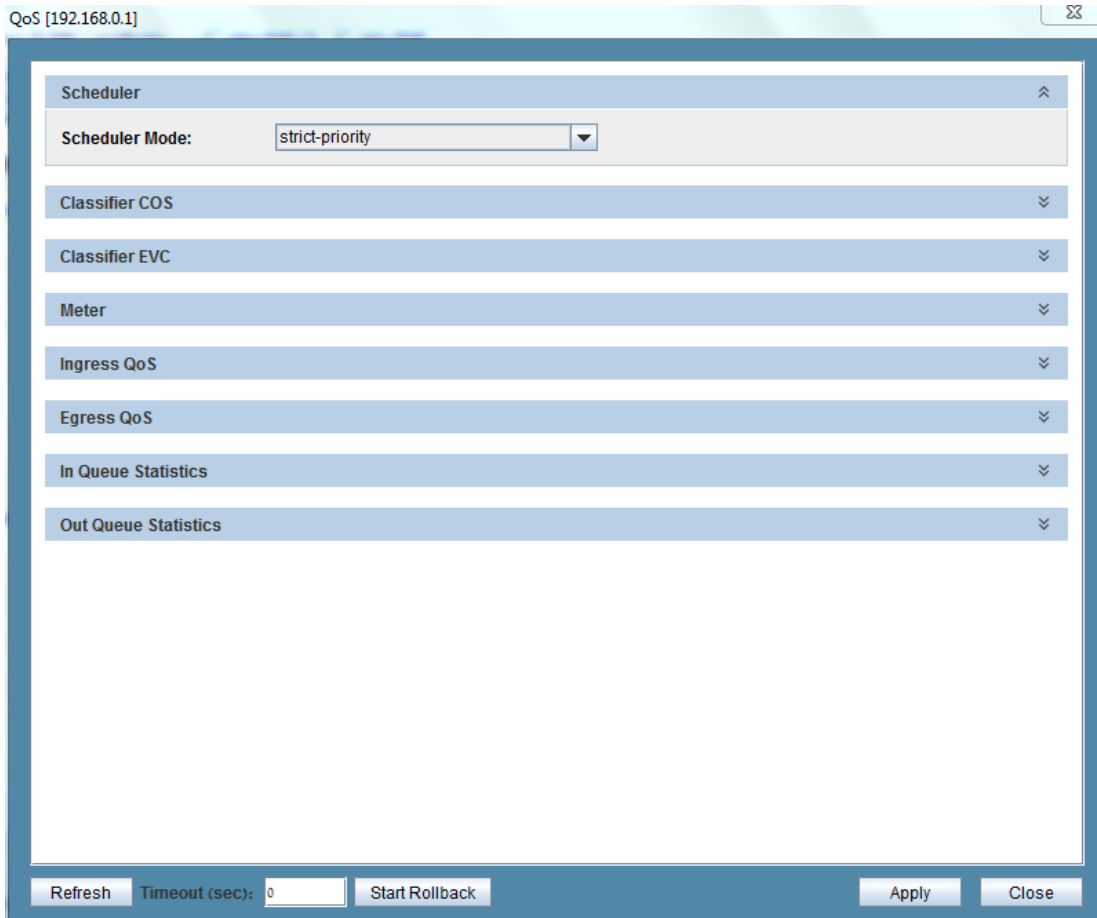 QoS [192.168.0.1]
Scheduler
Scheduler Mode: strict-priority
Classifier COS
Classifier EVC
Meter
Ingress QoS
Egress QoS
In Queue Statistics
Out Queue Statistics
Refresh Timeout (sec): 0 Start Rollback Apply Close